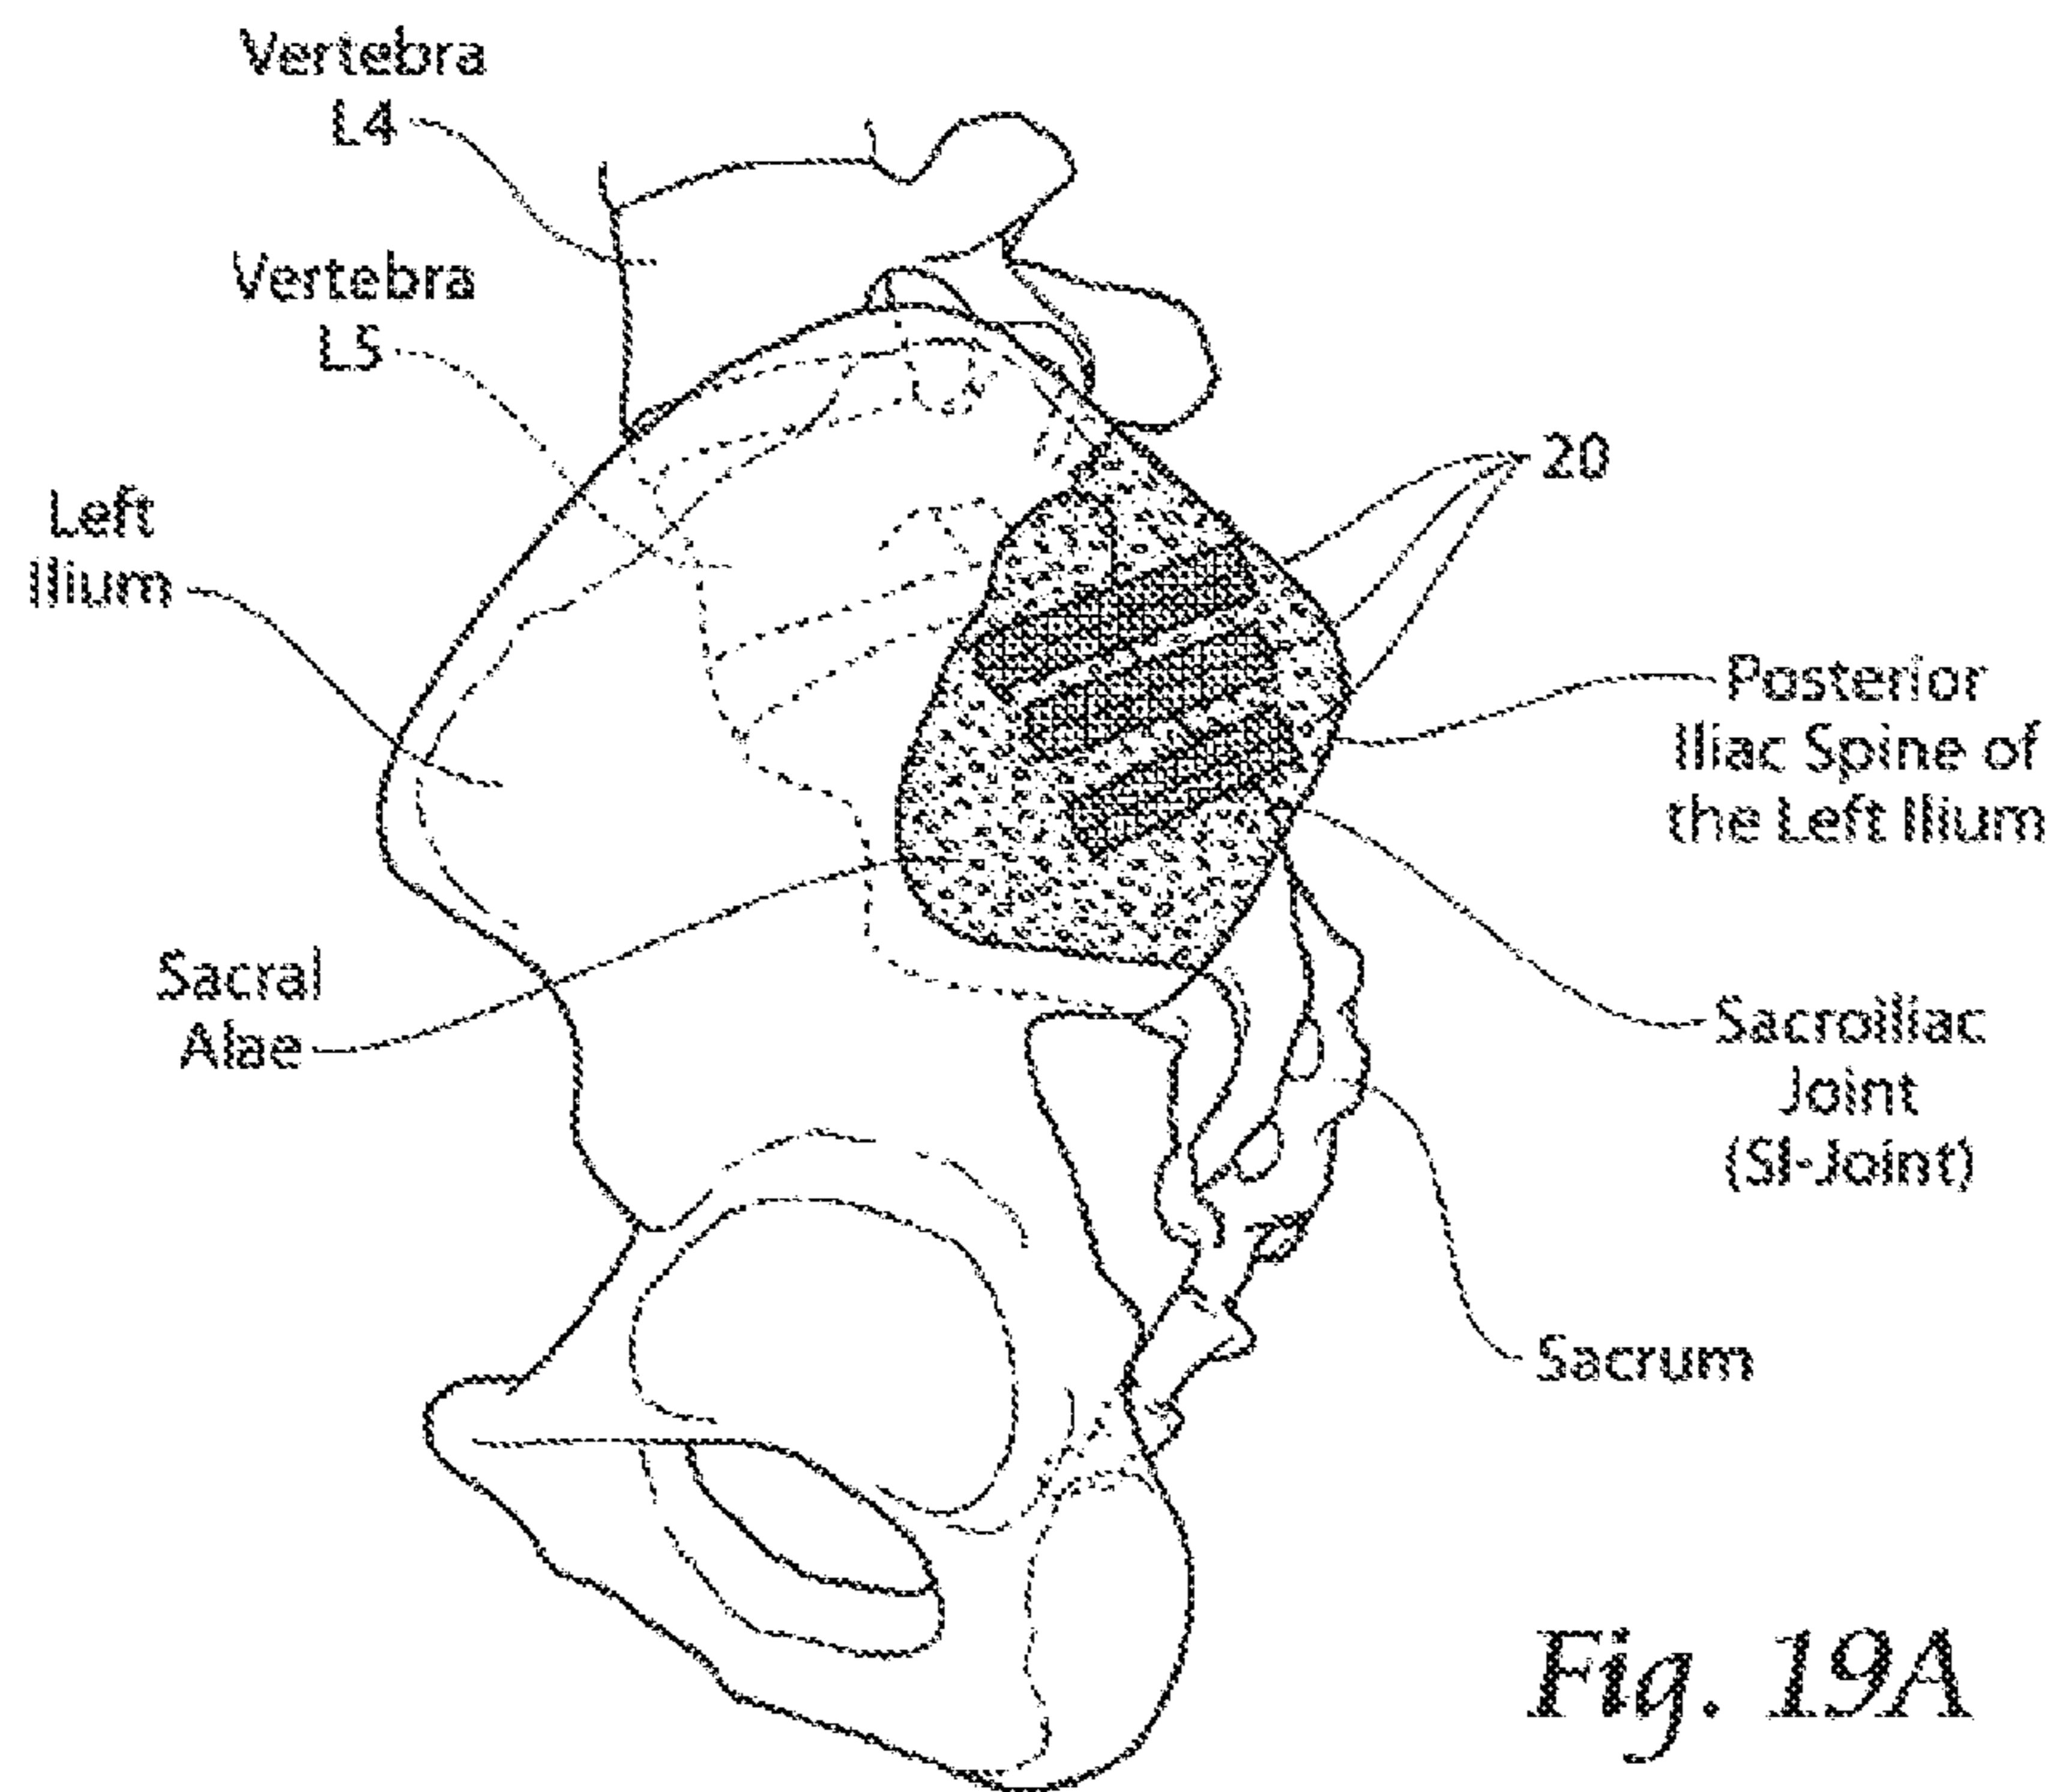 Vertebra
L4
Vertebra
L5
Left
Ilium
20
Posterior
Iliac Spine of
the Left Ilium
Sacral
Alae
Sacroiliac
Joint
(SI-Joint)
Sacrum
Fig. 19A